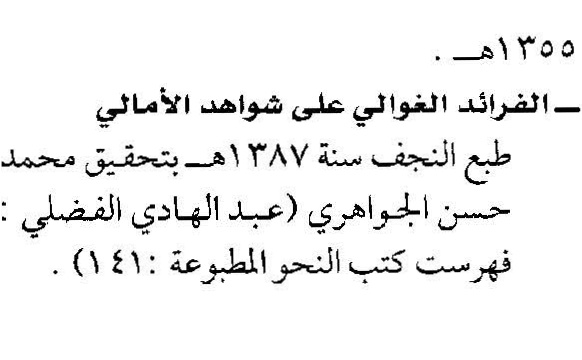 ١٣٥٥هـ .
ـ الفرائد الغوالي على شواهد الأمالي
طبع النجف سنة ١٣٨٧هـ بتحقيق محمد
حسن الجواهري (عبد الهادي الفضلي :
فهرست كتب النحو المطبوعة :١٤١) .